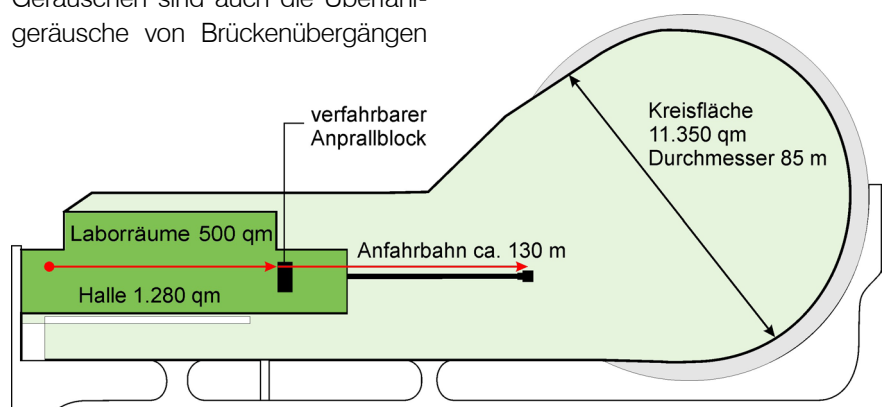 geräusche von Brückenübergängen
verfahrbarer
Anprallblock
Kreisfläche
11.350 qm
Durchmesser 85 m
Laborräume 500 qm
Anfahrbahn ca. 130 m
Halle 1.280 qm